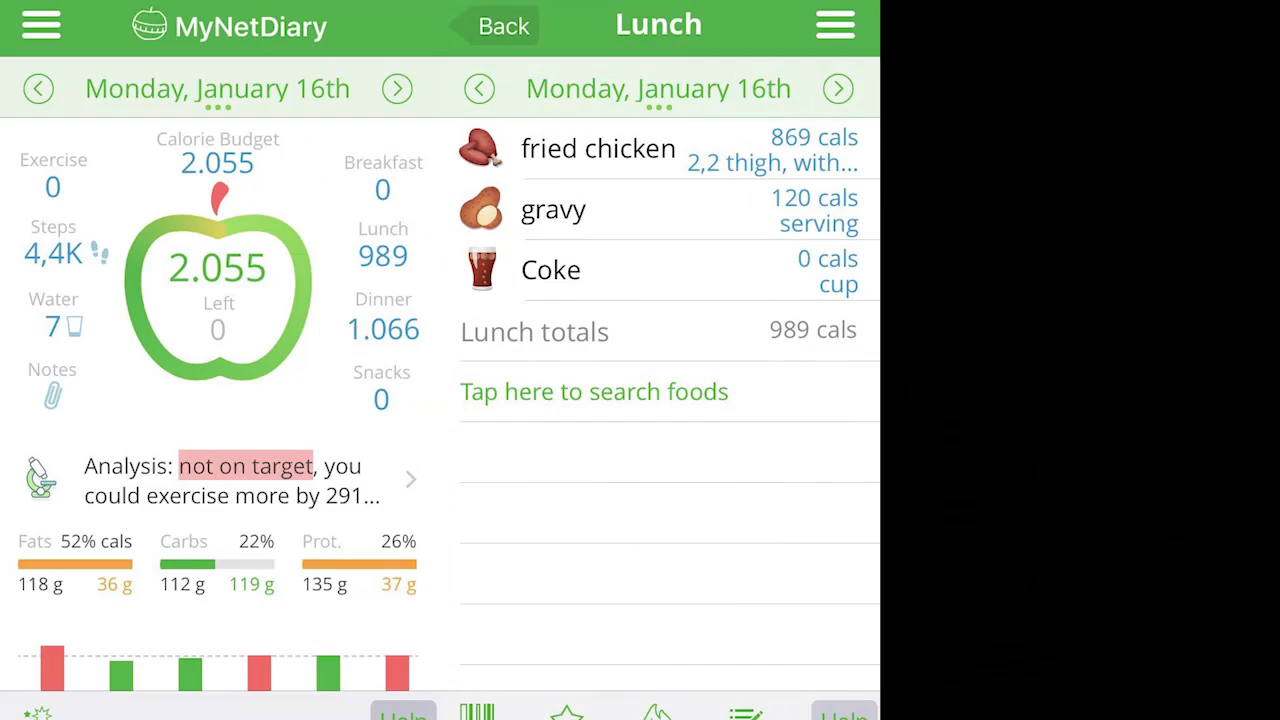 MyNetDiary
Monday, January 16th
Calorie Budget
2.055
Exercise
0
Breakfast
0
Steps
4,4K
Lunch
989
2.055
Left
0
Water
7
Dinner
1.066
Notes
Snacks
0
Analysis: not on target, you
could exercise more by 291...
Fats 52% cals
Carbs 22%
Prot. 26%
118 g 36 g
112 g 119 g
135 g 37 g
Help
Back
Lunch
Monday, January 16th
fried chicken
869 cals
2,2 thigh, with...
gravy
120 cals
serving
Coke
0 cals
cup
Lunch totals 989 cals
Tap here to search foods
Help